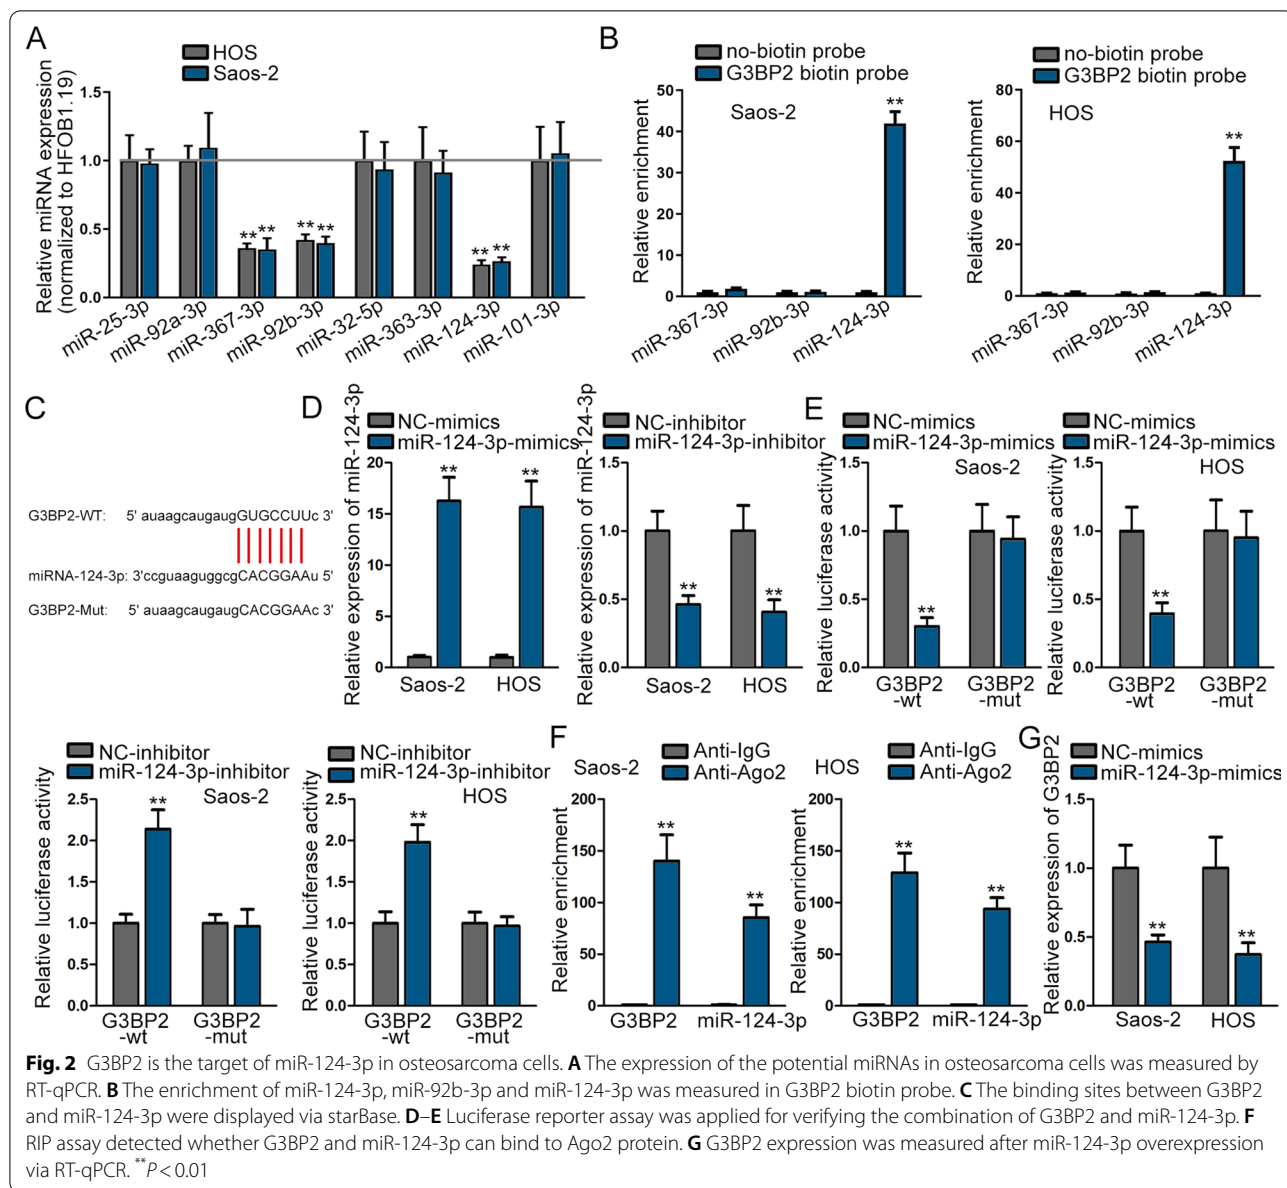 A
HOS
Saos-2
Relative miRNA expression
(normalized to HFOB1.19)
1.5
1.0
0.5
0.0
** **
** **
** **
miR-25-3p
miR-92a-3p
miR-367-3p
miR-92b-3p
miR-32-5p
miR-363-3p
miR-124-3p
miR-101-3p
B
no-biotin probe
G3BP2 biotin probe
Saos-2
Relative enrichment
50
40
30
20
10
0
**
miR-367-3p
miR-92b-3p
miR-124-3p
no-biotin probe
G3BP2 biotin probe
HOS
Relative enrichment
80
60
40
20
0
**
miR-367-3p
miR-92b-3p
miR-124-3p
C
G3BP2-WT: 5' auaagcaugaugGUGCCUUc 3'
miRNA-124-3p: 3'ccguaaguggcgCACGGAAu 5'
G3BP2-Mut: 5' auaagcaugaugCACGGAAc 3'
D
NC-mimics
miR-124-3p-mimics
Relative expression of miR-124-3p
20
15
10
5
0
**
**
Saos-2
HOS
NC-inhibitor
miR-124-3p-inhibitor
Relative expression of miR-124-3p
1.5
1.0
0.5
0.0
**
**
Saos-2
HOS
E
NC-mimics
miR-124-3p-mimics
Saos-2
Relative luciferase activity
1.5
1.0
0.5
0.0
**
G3BP2
-wt
G3BP2
-mut
NC-mimics
miR-124-3p-mimics
HOS
Relative luciferase activity
1.5
1.0
0.5
0.0
**
G3BP2
-wt
G3BP2
-mut
NC-inhibitor
miR-124-3p-inhibitor
Saos-2
Relative luciferase activity
2.5
2.0
1.5
1.0
0.5
0.0
**
G3BP2
-wt
G3BP2
-mut
NC-inhibitor
miR-124-3p-inhibitor
HOS
Relative luciferase activity
2.5
2.0
1.5
1.0
0.5
0.0
**
G3BP2
-wt
G3BP2
-mut
F
Saos-2
Anti-IgG
Anti-Ago2
Relative enrichment
200
150
100
50
0
**
**
G3BP2
miR-124-3p
HOS
Anti-IgG
Anti-Ago2
Relative enrichment
200
150
100
50
0
**
**
G3BP2
miR-124-3p
G
NC-mimics
miR-124-3p-mimics
Relative expression of G3BP2
1.5
1.0
0.5
0.0
**
**
Saos-2
HOS
Fig. 2 G3BP2 is the target of miR-124-3p in osteosarcoma cells. A The expression of the potential miRNAs in osteosarcoma cells was measured by
RT-qPCR. B The enrichment of miR-124-3p, miR-92b-3p and miR-124-3p was measured in G3BP2 biotin probe. C The binding sites between G3BP2
and miR-124-3p were displayed via starBase. D–E Luciferase reporter assay was applied for verifying the combination of G3BP2 and miR-124-3p. F
RIP assay detected whether G3BP2 and miR-124-3p can bind to Ago2 protein. G G3BP2 expression was measured after miR-124-3p overexpression
via RT-qPCR. **P < 0.01